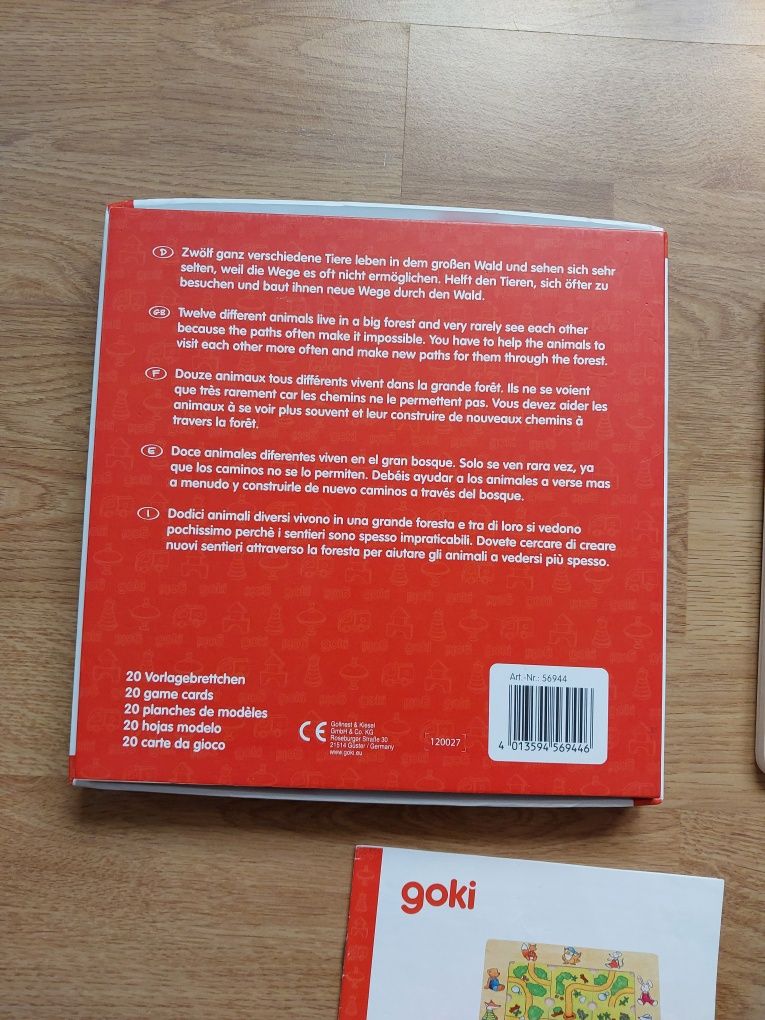 D Zwölf ganz verschiedene Tiere leben in dem großen Wald und sehen sich sehr
selten, weil die Wege es oft nicht ermöglichen. Helft den Tieren, sich öfter zu
besuchen und baut ihnen neue Wege durch den Wald.
GB Twelve different animals live in a big forest and very rarely see each other
because the paths often make it impossible. You have to help the animals to
visit each other more often and make new paths for them through the forest.
F Douze animaux tous différents vivent dans la grande forêt. Ils ne se voient
que très rarement car les chemins ne le permettent pas. Vous devez aider les
animaux à se voir plus souvent et leur construire de nouveaux chemins à
travers la forêt.
E Doce animales diferentes viven en el gran bosque. Solo se ven rara vez, ya
que los caminos no se lo permiten. Debéis ayudar a los animales a verse mas
a menudo y construirle de nuevo caminos a través del bosque.
I Dodici animali diversi vivono in una grande foresta e tra di loro si vedono
pochissimo perchè i sentieri sono spesso impraticabili. Dovete cercare di creare
nuovi sentieri attraverso la foresta per aiutare gli animali a vedersi più spesso.
20 Vorlagebrettchen
20 game cards
20 planches de modèles
20 hojas modelo
20 carte da gioco
CE
Gollnest & Kiesel
GmbH & Co. KG
Roseburger Straße 30
21514 Güster / Germany
www.goki.eu
120027
Art.-Nr.: 56944
4 013594 569446
goki